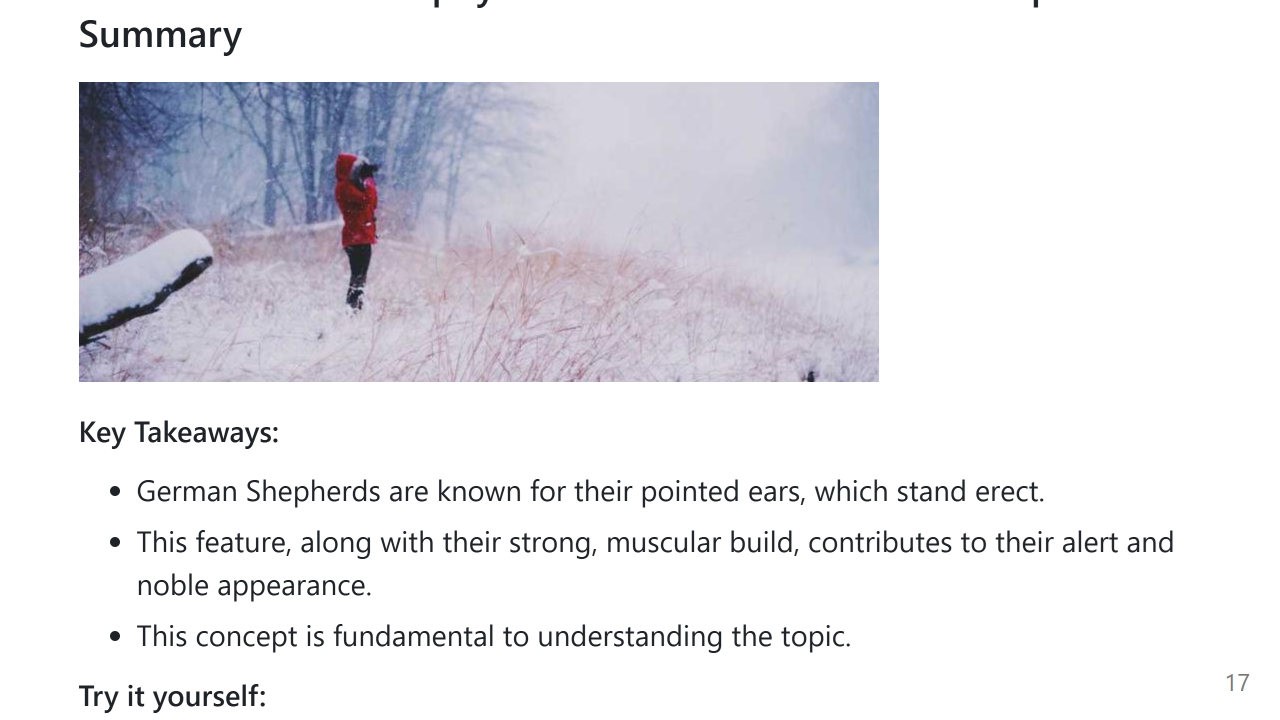 Summary
Key Takeaways:
• German Shepherds are known for their pointed ears, which stand erect.
• This feature, along with their strong, muscular build, contributes to their alert and
noble appearance.
• This concept is fundamental to understanding the topic.
Try it yourself:
17